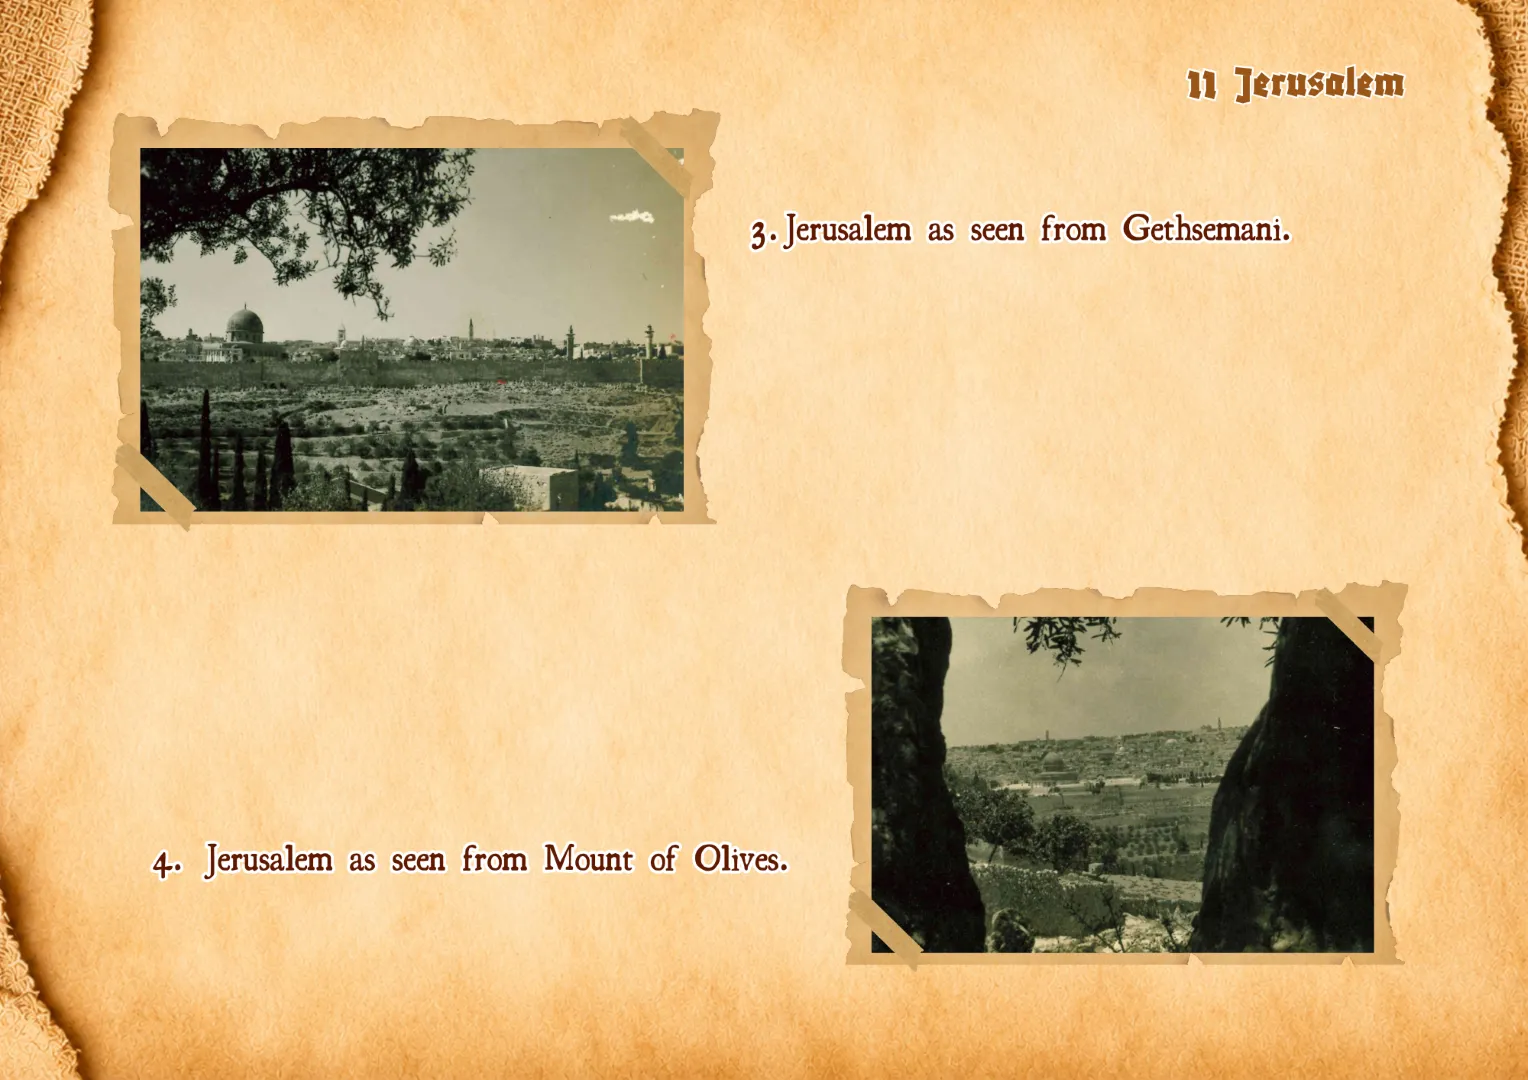 11 Jerusalem
3. Jerusalem as seen from Gethsemani.
4. Jerusalem as seen from Mount of Olives.